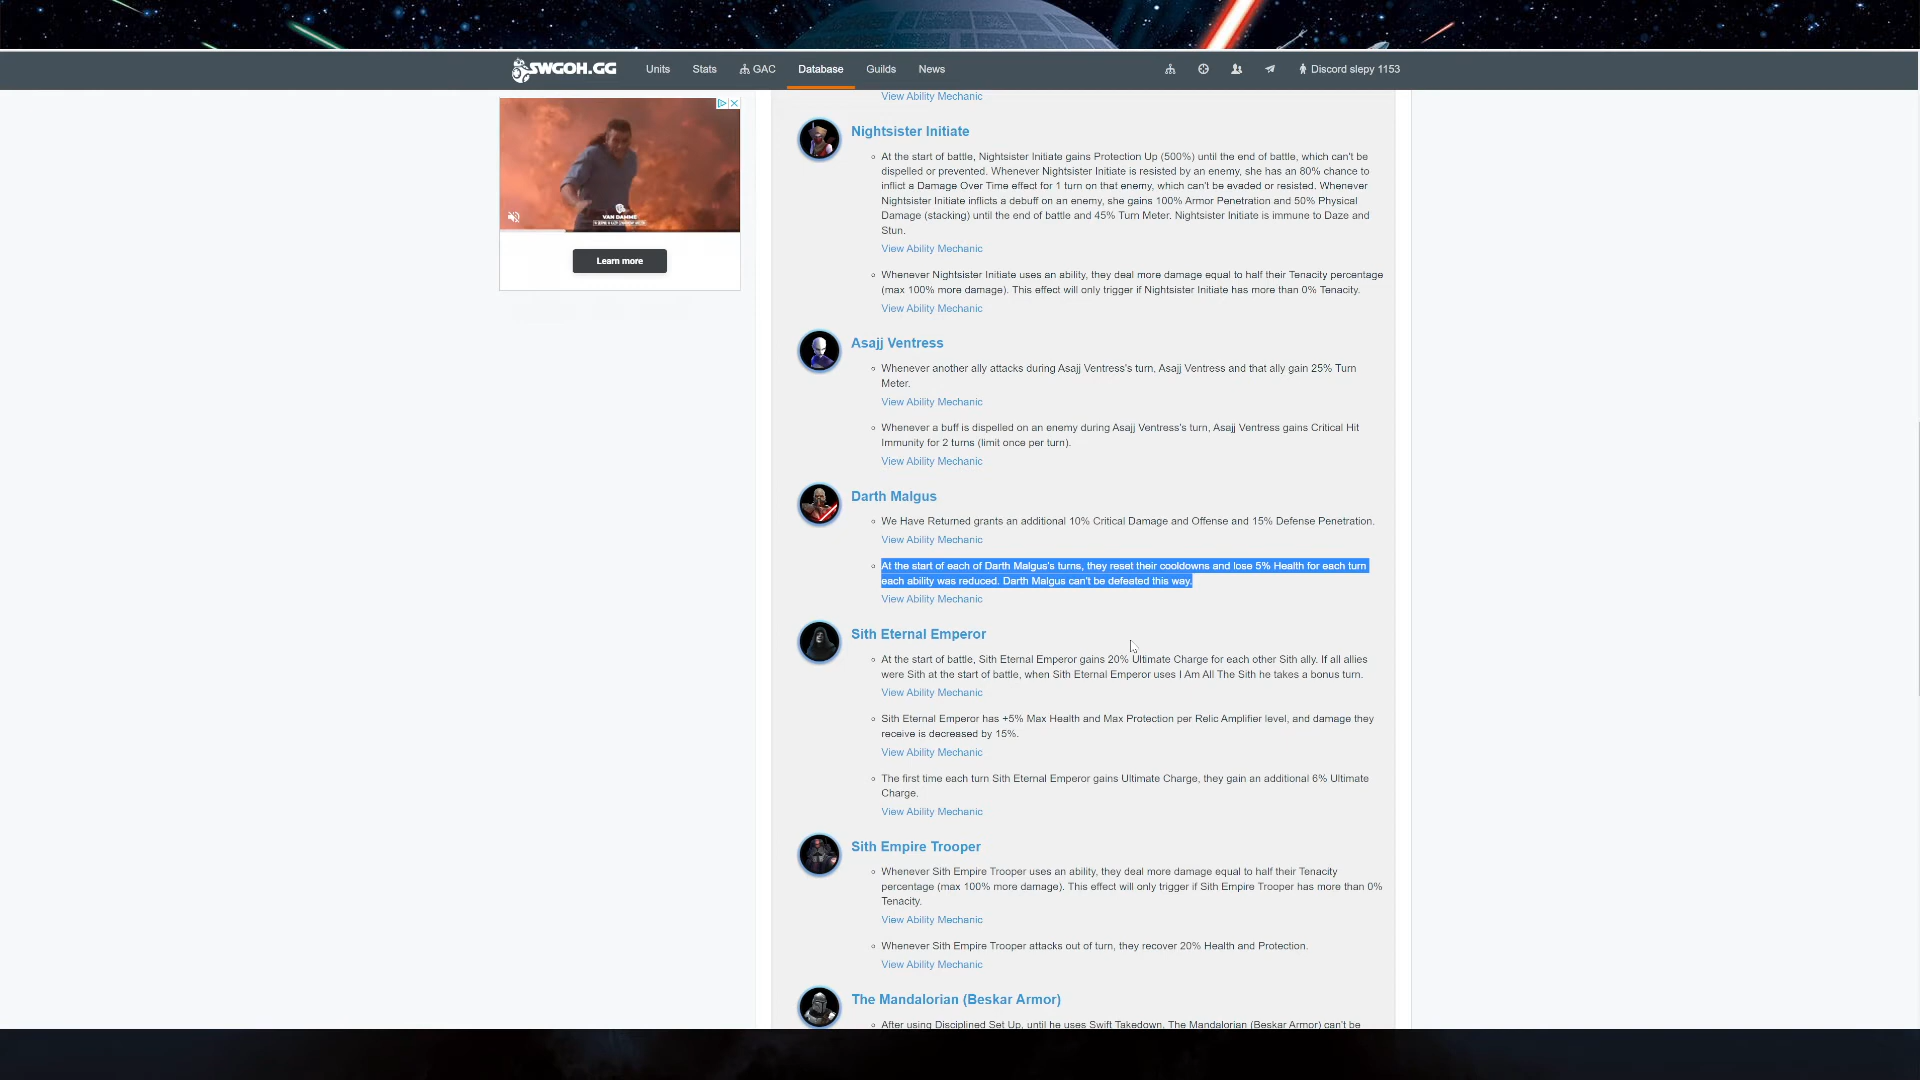 SWGOH.GG
Units
Stats
GAC
Database
Guilds
News
Discord slepy 1153
View Ability Mechanic
VAN DAMME
Learn more
Nightsister Initiate
At the start of battle, Nightsister Initiate gains Protection Up (500%) until the end of battle, which can't be
dispelled or prevented. Whenever Nightsister Initiate is resisted by an enemy, she has an 80% chance to
inflict a Damage Over Time effect for 1 turn on that enemy, which can't be evaded or resisted. Whenever
Nightsister Initiate inflicts a debuff on an enemy, she gains 100% Armor Penetration and 50% Physical
Damage (stacking) until the end of battle and 45% Turn Meter. Nightsister Initiate is immune to Daze and
Stun.
View Ability Mechanic
Whenever Nightsister Initiate uses an ability, they deal more damage equal to half their Tenacity percentage
(max 100% more damage). This effect will only trigger if Nightsister Initiate has more than 0% Tenacity.
View Ability Mechanic
Asajj Ventress
Whenever another ally attacks during Asajj Ventress's turn, Asajj Ventress and that ally gain 25% Turn
Meter.
View Ability Mechanic
Whenever a buff is dispelled on an enemy during Asajj Ventress's turn, Asajj Ventress gains Critical Hit
Immunity for 2 turns (limit once per turn).
View Ability Mechanic
Darth Malgus
We Have Returned grants an additional 10% Critical Damage and Offense and 15% Defense Penetration.
View Ability Mechanic
At the start of each of Darth Malgus's turns, they reset their cooldowns and lose 5% Health for each turn
each ability was reduced. Darth Malgus can't be defeated this way.
View Ability Mechanic
Sith Eternal Emperor
At the start of battle, Sith Eternal Emperor gains 20% Ultimate Charge for each other Sith ally. If all allies
were Sith at the start of battle, when Sith Eternal Emperor uses I Am All The Sith he takes a bonus turn.
View Ability Mechanic
Sith Eternal Emperor has +5% Max Health and Max Protection per Relic Amplifier level, and damage they
receive is decreased by 15%.
View Ability Mechanic
The first time each turn Sith Eternal Emperor gains Ultimate Charge, they gain an additional 6% Ultimate
Charge.
View Ability Mechanic
Sith Empire Trooper
Whenever Sith Empire Trooper uses an ability, they deal more damage equal to half their Tenacity
percentage (max 100% more damage). This effect will only trigger if Sith Empire Trooper has more than 0%
Tenacity.
View Ability Mechanic
Whenever Sith Empire Trooper attacks out of turn, they recover 20% Health and Protection.
View Ability Mechanic
The Mandalorian (Beskar Armor)
After using Disciplined Set Up, until he uses Swift Takedown, The Mandalorian (Beskar Armor) can't be